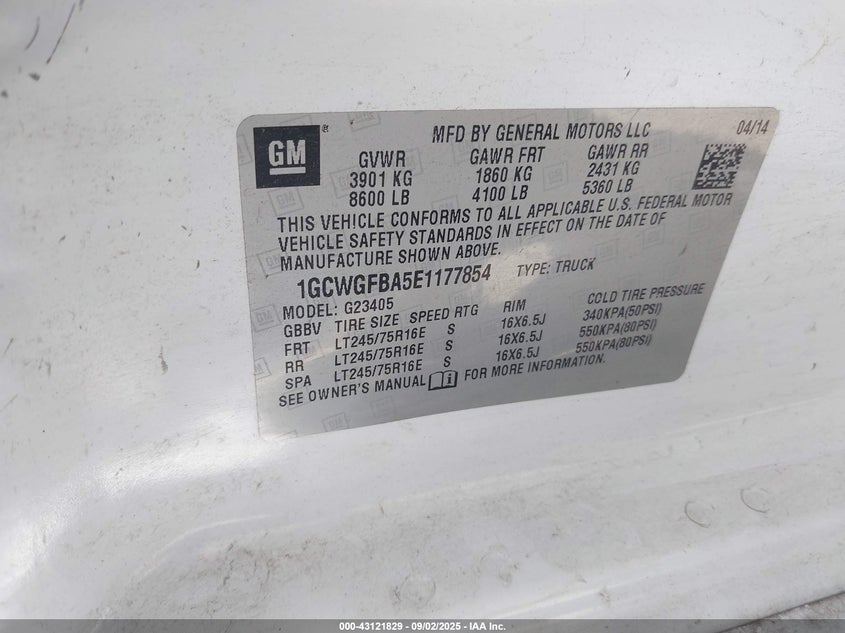 GM
®
MFD BY GENERAL MOTORS LLC 04/14
GVWR GAWR FRT GAWR RR
3901 KG 1860 KG 2431 KG
8600 LB 4100 LB 5360 LB
THIS VEHICLE CONFORMS TO ALL APPLICABLE U.S. FEDERAL MOTOR
VEHICLE SAFETY STANDARDS IN EFFECT ON THE DATE OF
MANUFACTURE SHOWN ABOVE.
1GCWGFBA5E1177854 TYPE: TRUCK
MODEL: G23405
GBBV TIRE SIZE SPEED RTG RIM COLD TIRE PRESSURE
FRT LT245/75R16E S 16X6.5J 340KPA(50PSI)
RR LT245/75R16E S 16X6.5J 550KPA(80PSI)
SPA LT245/75R16E S 16X6.5J 550KPA(80PSI)
SEE OWNER'S MANUAL FOR MORE INFORMATION.
000-43121829 - 09/02/2025 - IAA Inc.